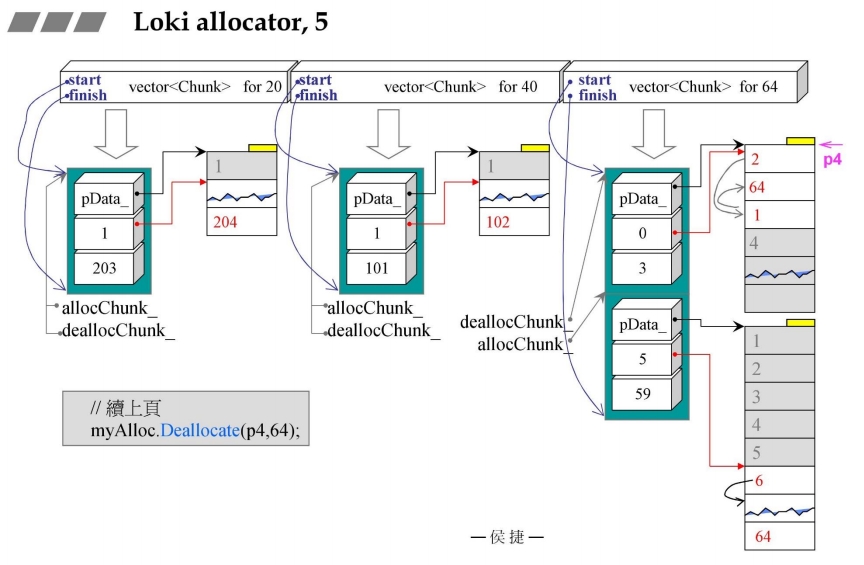 Loki allocator, 5
start
finish
vector<Chunk> for 20
start
finish
vector<Chunk> for 40
start
finish
vector<Chunk> for 64
pData_
1
203
1
204
allocChunk_
deallocChunk_
pData_
1
101
1
102
allocChunk_
deallocChunk_
pData_
0
3
2
64
1
4
p4
deallocChunk_
allocChunk_
pData_
5
59
1
2
3
4
5
6
64
// 續上頁
myAlloc.Deallocate(p4,64);
— 侯捷 —